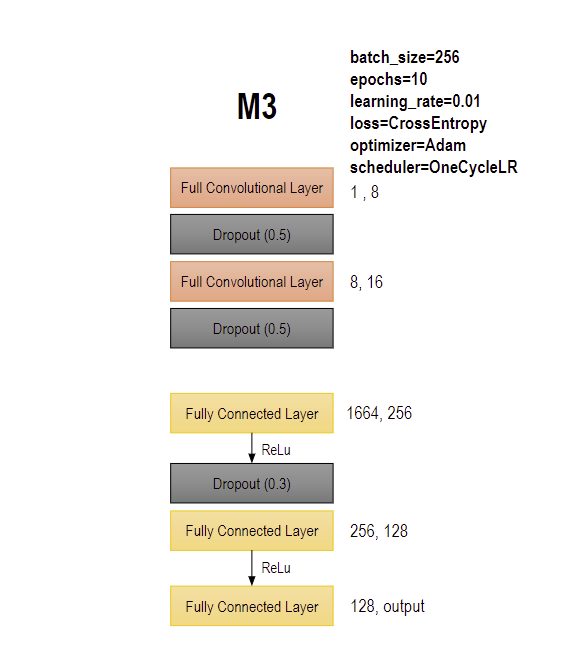 batch_size=256
epochs=10
M3
learning_rate=0.01
loss=CrossEntropy
optimizer=Adam
scheduler=OneCycleLR
Full Convolutional Layer
1 , 8
Dropout (0.5)
Full Convolutional Layer
8, 16
Dropout (0.5)
Fully Connected Layer
1664, 256
ReLu
Dropout (0.3)
Fully Connected Layer
256, 128
ReLu
Fully Connected Layer
128, output